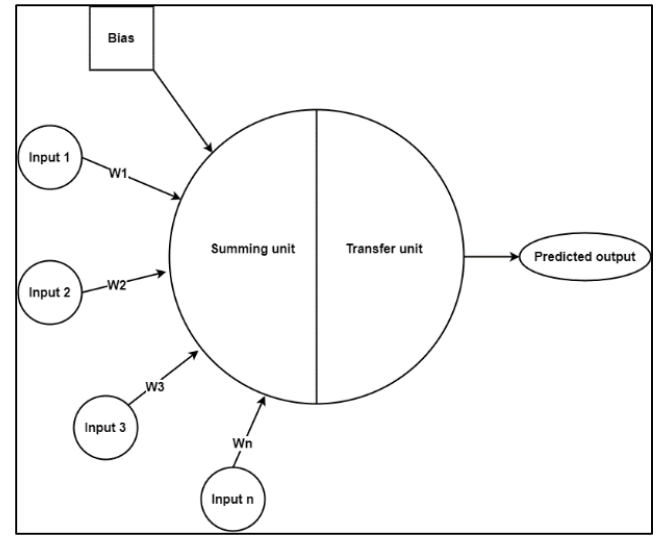 Bias
Input 1
W1
Input 2
W2
Summing unit
Transfer unit
Predicted output
W3
Input 3
Wn
Input n